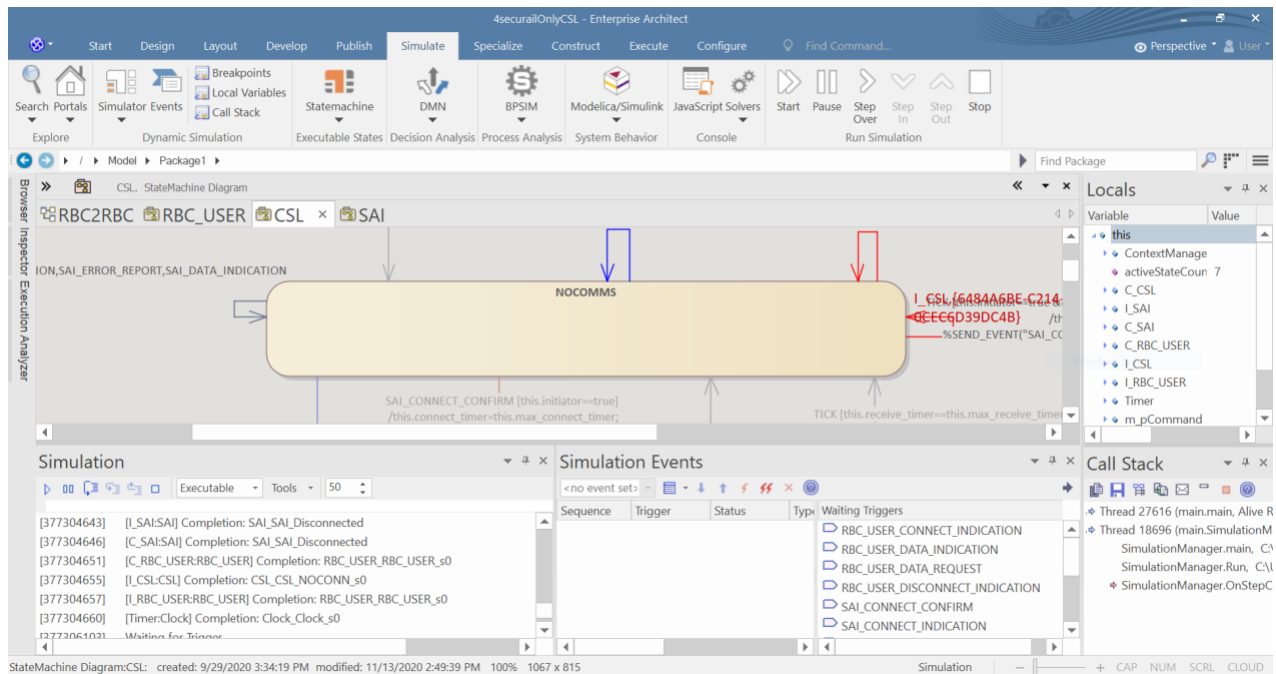 4securailOnlyCSL - Enterprise Architect
Start Design Layout Develop Publish Simulate Specialize Construct Execute Configure Find Command... Perspective User
Breakpoints
Local Variables
Call Stack
Search Portals Simulator Events Statemachine DMN BPSIM Modelica/Simulink JavaScript Solvers Start Pause Step Over Step In Step Out Stop
Explore Dynamic Simulation Executable States Decision Analysis Process Analysis System Behavior Console Run Simulation
/ Model Package1 Find Package
CSL. StateMachine Diagram
RBC2RBC RBC_USER CSL × SAI
Browser
Inspector
Execution Analyzer
ION,SAI_ERROR_REPORT,SAI_DATA_INDICATION
NOCOMMS
I_CSL {6484A6BE-C214
0CEC6D39DC4B} /th
%SEND_EVENT("SAI_CC
SAI_CONNECT_CONFIRM [this.initiator==true]
/this.connect_timer=this.max_connect_timer;
TICK [this.receive_timer==this.max_receive_timer
Locals
Variable Value
this
ContextManage
activeStateCoun 7
C_CSL
I_SAI
C_SAI
C_RBC_USER
I_CSL
I_RBC_USER
Timer
m_pCommand
Simulation
Executable Tools 50
[377304643] [I_SAI:SAI] Completion: SAI_SAI_Disconnected
[377304646] [C_SAI:SAI] Completion: SAI_SAI_Disconnected
[377304651] [C_RBC_USER:RBC_USER] Completion: RBC_USER_RBC_USER_s0
[377304655] [I_CSL:CSL] Completion: CSL_CSL_NOCONN_s0
[377304657] [I_RBC_USER:RBC_USER] Completion: RBC_USER_RBC_USER_s0
[377304660] [Timer:Clock] Completion: Clock_Clock_s0
[377306103] Waiting for Trigger
Simulation Events
<no event set>
Sequence Trigger Status Type Waiting Triggers
RBC_USER_CONNECT_INDICATION
RBC_USER_DATA_INDICATION
RBC_USER_DATA_REQUEST
RBC_USER_DISCONNECT_INDICATION
SAI_CONNECT_CONFIRM
SAI_CONNECT_INDICATION
Call Stack
Thread 27616 (main.main, Alive R
Thread 18696 (main.SimulationM
SimulationManager.main, C:\
SimulationManager.Run, C:\U
SimulationManager.OnStepC
StateMachine Diagram:CSL: created: 9/29/2020 3:34:19 PM modified: 11/13/2020 2:49:39 PM 100% 1067 x 815 Simulation CAP NUM SCRL CLOUD